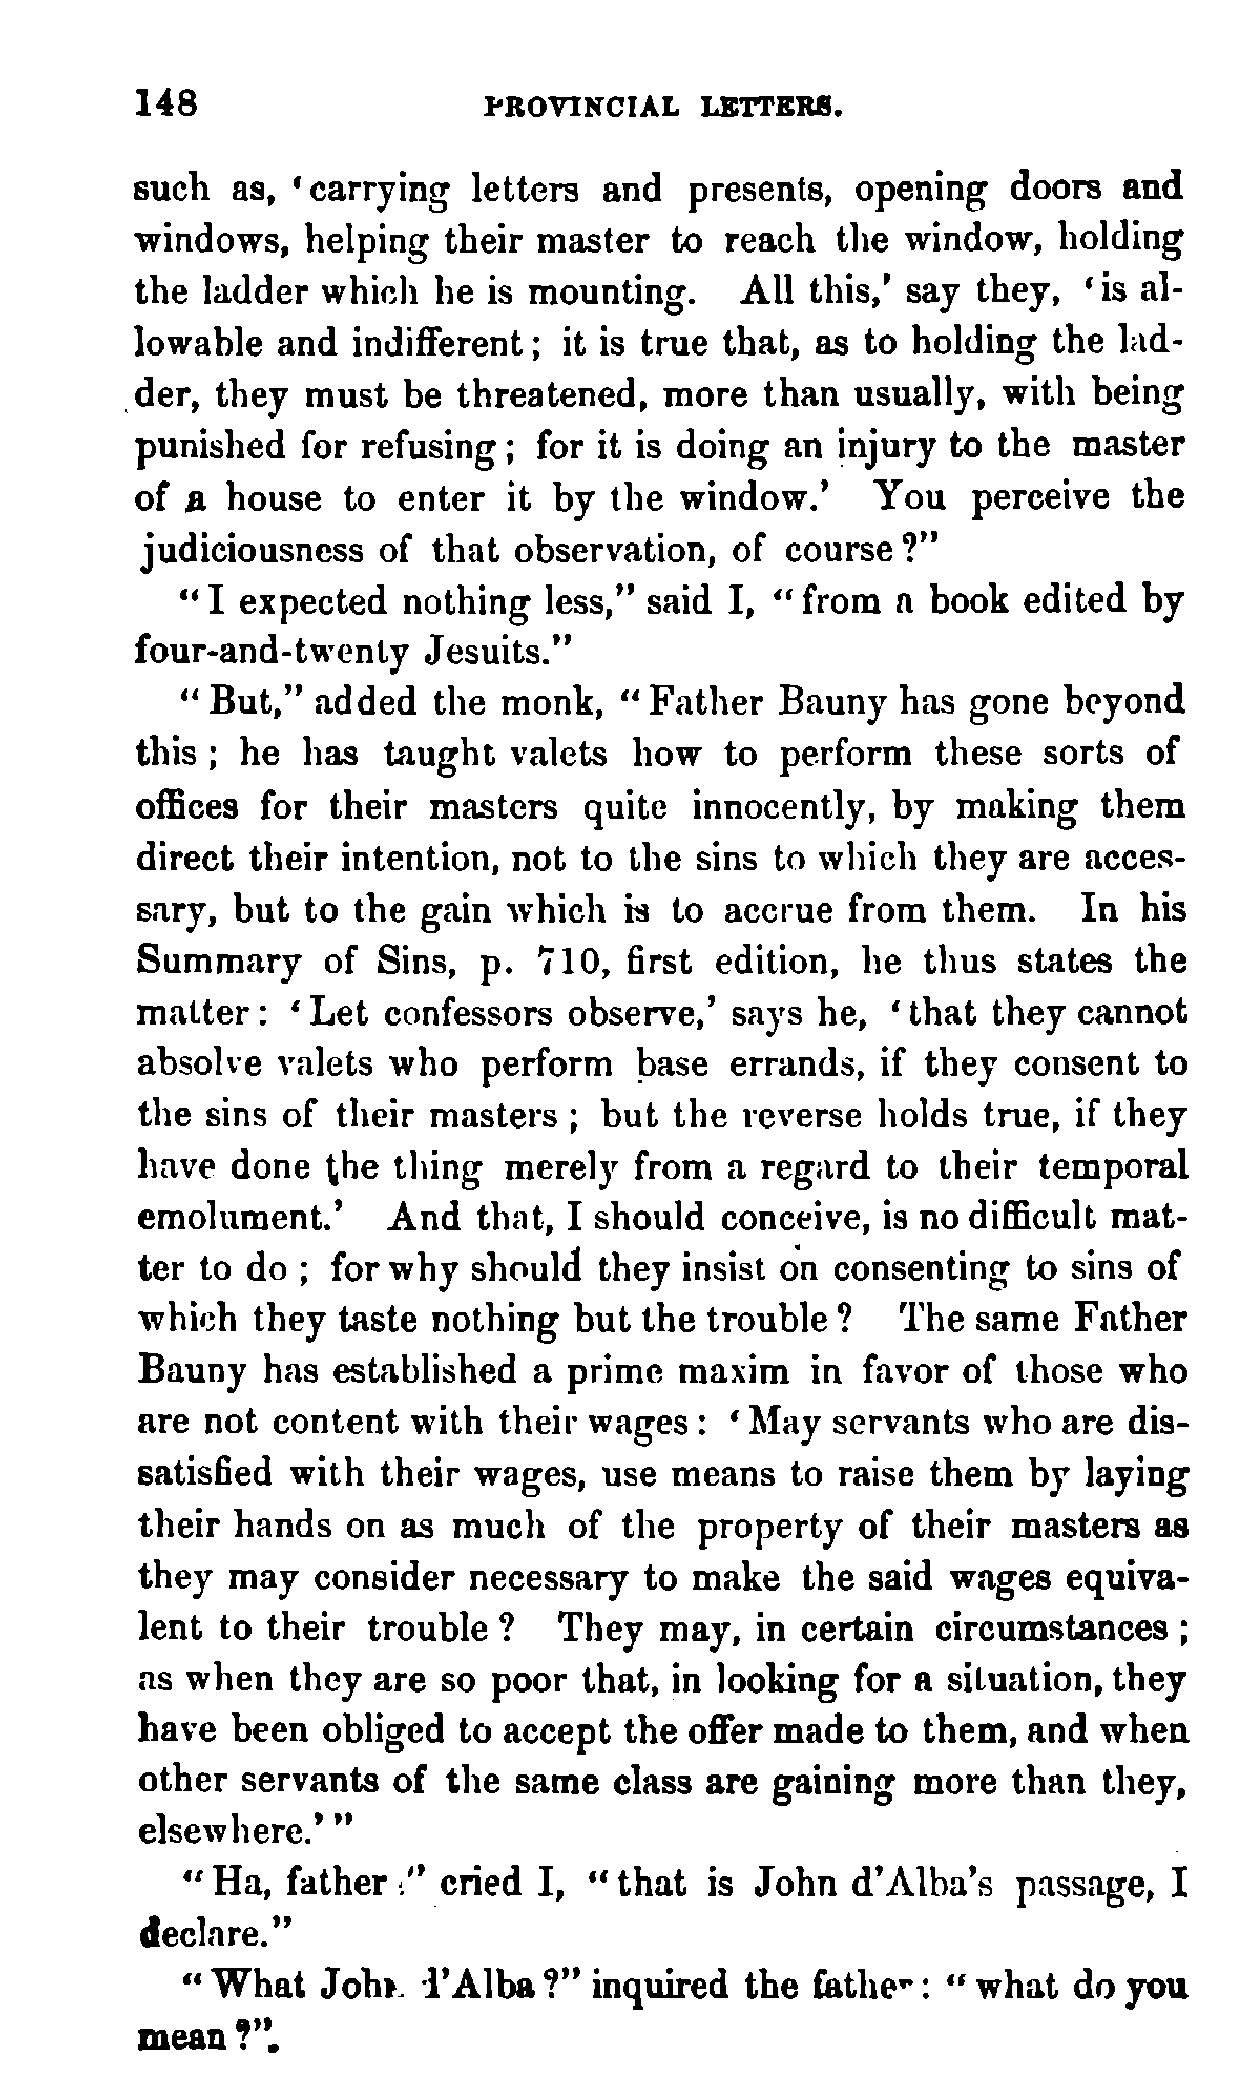 148 PROVINCIAL LETTERS.
such as, ‘carrying letters and presents, opening doors and
windows, helping their master to reach the window, holding
the ladder which he is mounting. All this,’ say they, ‘is al-
lowable and indifferent; it is true that, as to holding the lad-
der, they must be threatened, more than usually, with being
punished for refusing; for it is doing an injury to the master
of a house to enter it by the window.’ You perceive the
judiciousness of that observation, of course?”
“I expected nothing less,” said I, “from a book edited by
four-and-twenty Jesuits.”
“But,” added the monk, “Father Bauny has gone beyond
this; he has taught valets how to perform these sorts of
offices for their masters quite innocently, by making them
direct their intention, not to the sins to which they are acces-
sary, but to the gain which is to accrue from them. In his
Summary of Sins, p. 710, first edition, he thus states the
matter: ‘Let confessors observe,’ says he, ‘that they cannot
absolve valets who perform base errands, if they consent to
the sins of their masters; but the reverse holds true, if they
have done the thing merely from a regard to their temporal
emolument.’ And that, I should conceive, is no difficult mat-
ter to do; for why should they insist on consenting to sins of
which they taste nothing but the trouble? The same Father
Bauny has established a prime maxim in favor of those who
are not content with their wages: ‘May servants who are dis-
satisfied with their wages, use means to raise them by laying
their hands on as much of the property of their masters as
they may consider necessary to make the said wages equiva-
lent to their trouble? They may, in certain circumstances;
as when they are so poor that, in looking for a situation, they
have been obliged to accept the offer made to them, and when
other servants of the same class are gaining more than they,
elsewhere.’”
“Ha, father!” cried I, “that is John d’Alba’s passage, I
declare.”
“What John d’Alba?” inquired the father: “what do you
mean?”